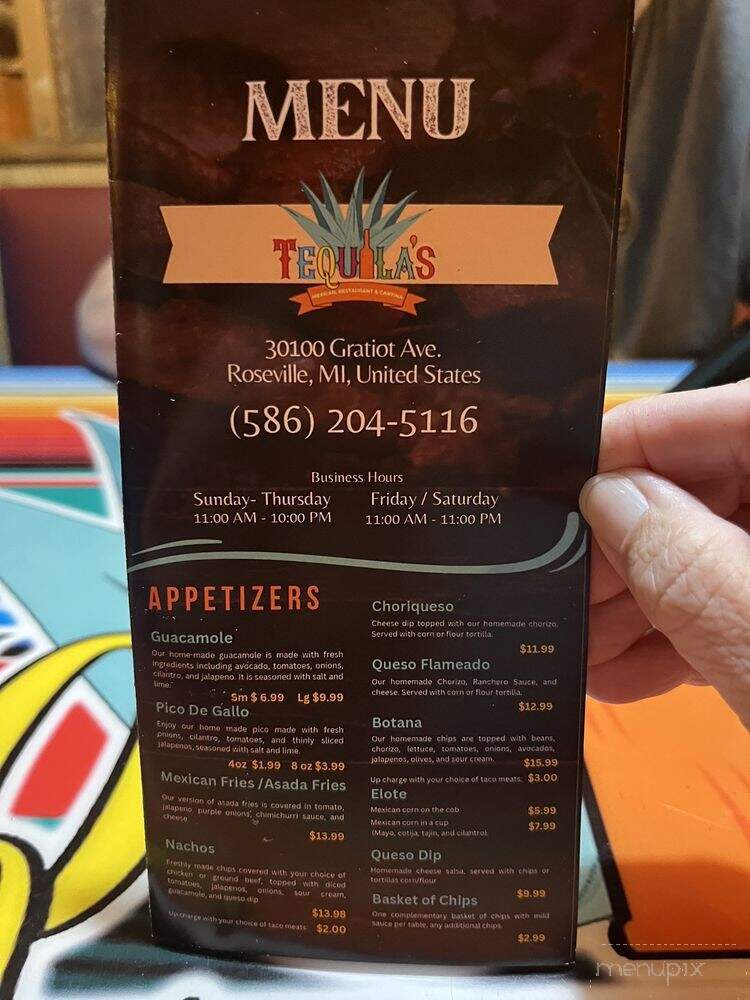 MENU
TEQUILA'S
MEXICAN RESTAURANT & CANTINA
30100 Gratiot Ave.
Roseville, MI, United States
(586) 204-5116
Business Hours
Sunday- Thursday
11:00 AM - 10:00 PM
Friday / Saturday
11:00 AM - 11:00 PM
APPETIZERS
Guacamole
Our home-made guacamole is made with fresh
ingredients including avocado, tomatoes, onions,
cilantro, and jalapeno. It is seasoned with salt and
lime.
Sm $ 6.99 Lg $9.99
Pico De Gallo
Enjoy our home made pico made with fresh
onions, cilantro, tomatoes, and thinly sliced
jalapenos, seasoned with salt and lime.
4oz $1.99 8 oz $3.99
Mexican Fries /Asada Fries
Our version of asada fries is covered in tomato,
jalapeno, purple onions, chimichurri sauce, and
cheese
$13.99
Nachos
Freshly made chips covered with your choice of
chicken or ground beef, topped with diced
tomatoes, jalapenos, onions, sour cream,
guacamole, and queso dip
$13.98
Up charge with your choice of taco meats: $2.00
Choriqueso
Cheese dip topped with our homemade chorizo.
Served with corn or flour tortilla.
$11.99
Queso Flameado
Our homemade Chorizo, Ranchero Sauce, and
cheese. Served with corn or flour tortilla.
$12.99
Botana
Our homemade chips are topped with beans,
chorizo, lettuce, tomatoes, onions, avocados,
jalapenos, olives, and sour cream.
$15.99
Up charge with your choice of taco meats: $3.00
Elote
Mexican corn on the cob $5.99
Mexican corn in a cup $7.99
(Mayo, cotija, tajin, and cilahtro).
Queso Dip
Homemade cheese salsa, served with chips or
tortillas corn/flour
$9.99
Basket of Chips
One complementary basket of chips with mild
sauce per table, any additional chips
$2.99
menupix